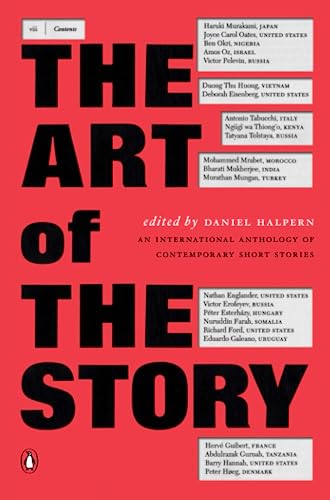 viii Contents
Haruki Murakami, JAPAN
Joyce Carol Oates, UNITED STATES
Ben Okri, NIGERIA
Amos Oz, ISRAEL
Victor Pelevin, RUSSIA
THE
Duong Thu Huong, VIETNAM
Deborah Eisenberg, UNITED STATES
ART
Antonio Tabucchi, ITALY
Ngũgĩ wa Thiong'o, KENYA
Tatyana Tolstaya, RUSSIA
Mohammed Mrabet, MOROCCO
Bharati Mukherjee, INDIA
Murathan Mungan, TURKEY
of
edited by DANIEL HALPERN
AN INTERNATIONAL ANTHOLOGY OF
CONTEMPORARY SHORT STORIES
THE
Nathan Englander, UNITED STATES
Victor Erofeyev, RUSSIA
Péter Esterházy, HUNGARY
Nuruddin Farah, SOMALIA
Richard Ford, UNITED STATES
Eduardo Galeano, URUGUAY
STORY
Hervé Guibert, FRANCE
Abdulrazak Gurnah, TANZANIA
Barry Hannah, UNITED STATES
Peter Høeg, DENMARK